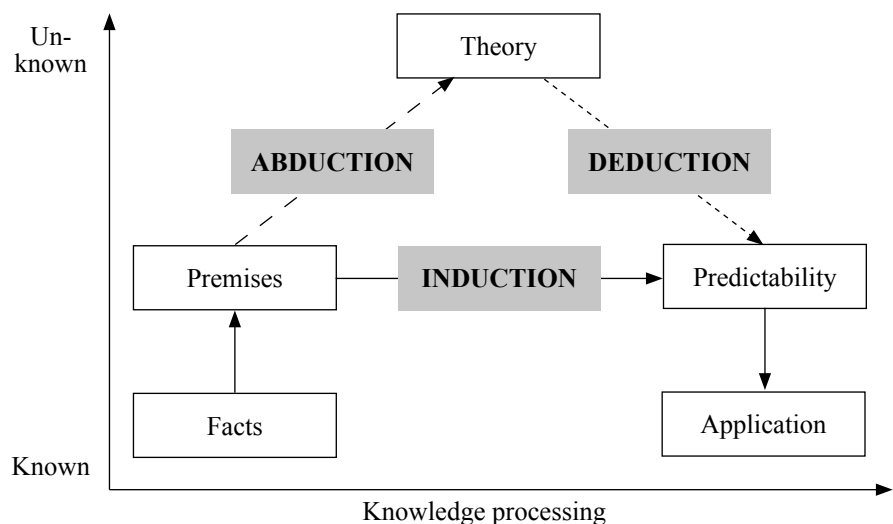 Un-
known
Theory
ABDUCTION
DEDUCTION
Premises
INDUCTION
Predictability
Facts
Application
Known
Knowledge processing